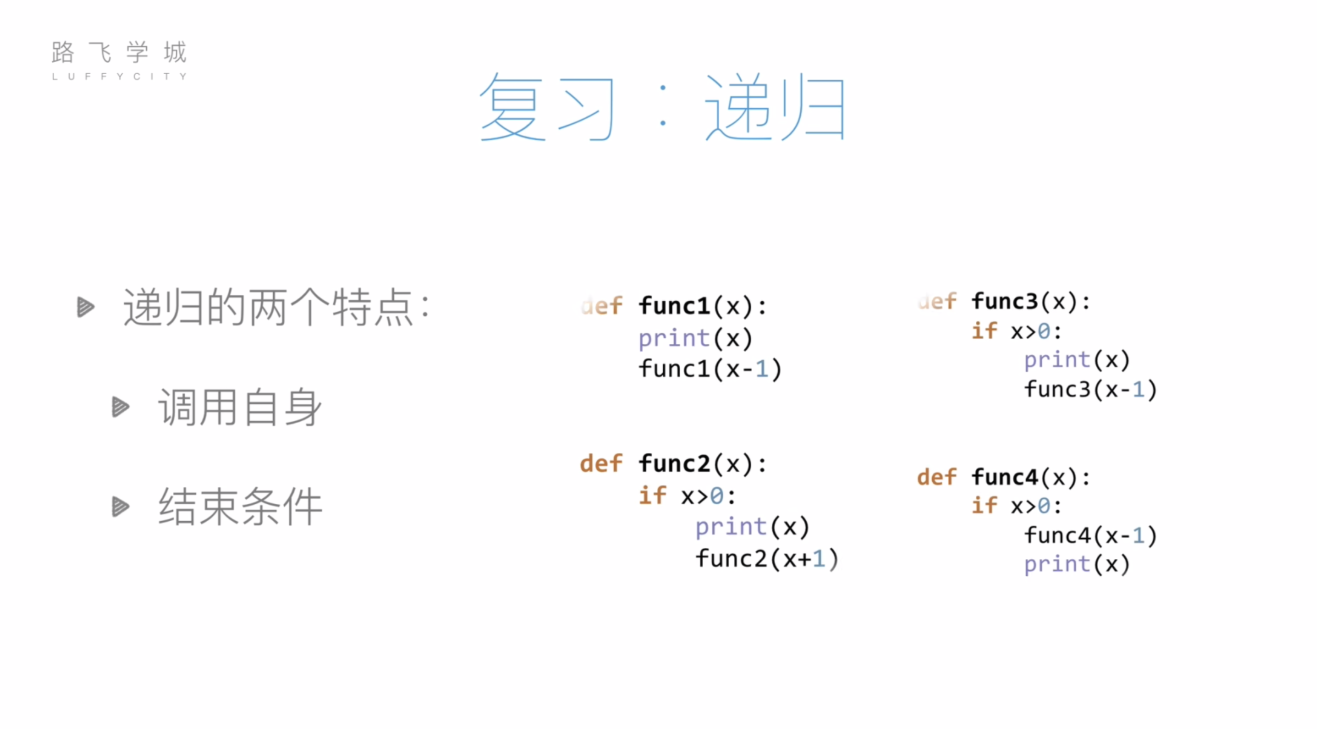 路飞学城
LUFFYCITY
复习：递归
递归的两个特点：
调用自身
结束条件
def func1(x):
    print(x)
    func1(x-1)
def func2(x):
    if x>0:
        print(x)
        func2(x+1)
def func3(x):
    if x>0:
        print(x)
        func3(x-1)
def func4(x):
    if x>0:
        func4(x-1)
        print(x)